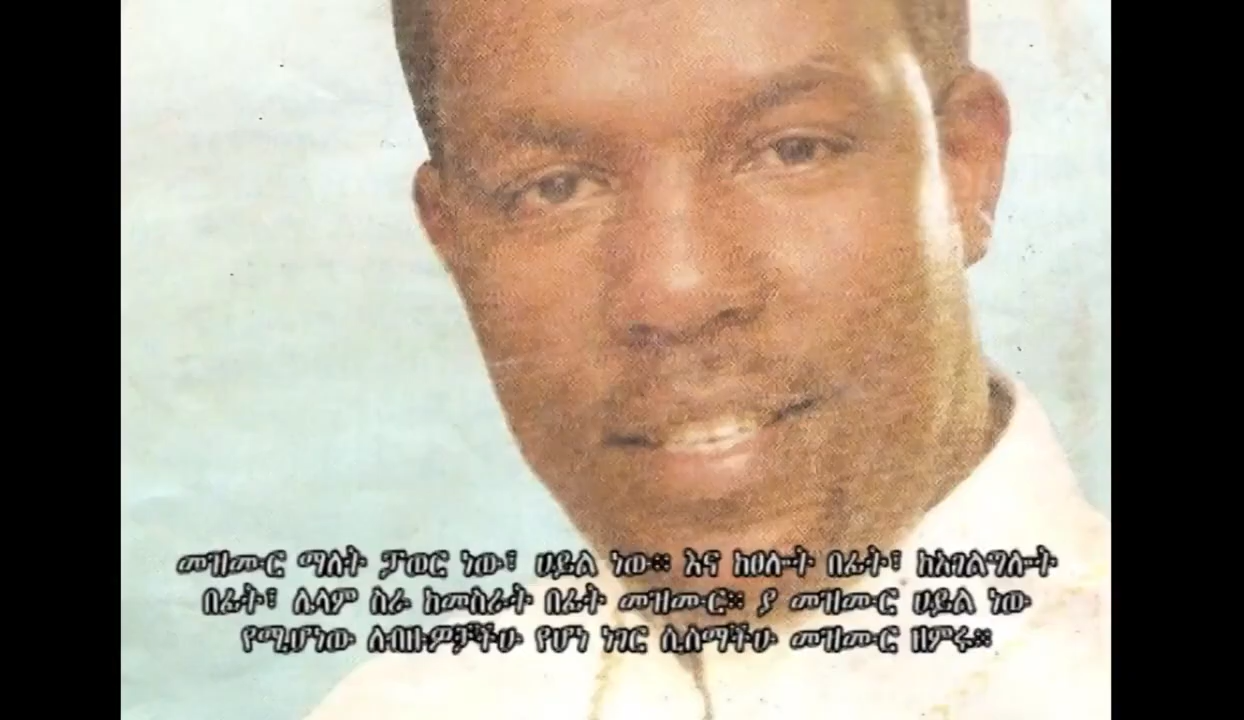 መዝሙር ማለት ፓወር ነው፣ ሀይል ነው። እና ከፀሎት በፊት፣ ከአገልግሎት
በፊት፣ ሌላም ስራ ከመስራት በፊት መዝሙር። ያ መዝሙር ሀይል ነው
የሚሆነው ለብዙዎቻችሁ የሆነ ነገር ሲሰማችሁ መዝሙር ዘምሩ።